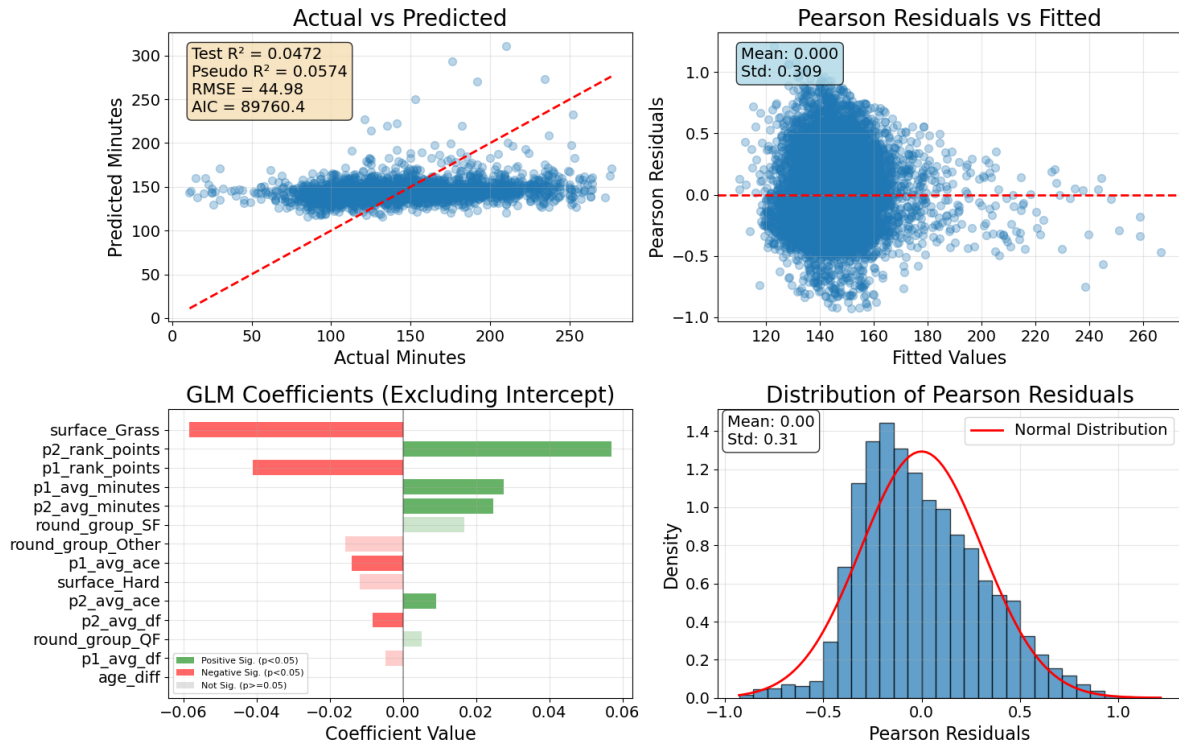 Actual vs Predicted
Test R² = 0.0472
Pseudo R² = 0.0574
RMSE = 44.98
AIC = 89760.4
Predicted Minutes
300
250
200
150
100
50
0
0 50 100 150 200 250
Actual Minutes
Pearson Residuals vs Fitted
Mean: 0.000
Std: 0.309
Pearson Residuals
1.0
0.5
0.0
−0.5
−1.0
120 140 160 180 200 220 240 260
Fitted Values
GLM Coefficients (Excluding Intercept)
surface_Grass
p2_rank_points
p1_rank_points
p1_avg_minutes
p2_avg_minutes
round_group_SF
round_group_Other
p1_avg_ace
surface_Hard
p2_avg_ace
p2_avg_df
round_group_QF
p1_avg_df
age_diff
Positive Sig. (p<0.05)
Negative Sig. (p<0.05)
Not Sig. (p>=0.05)
−0.06 −0.04 −0.02 0.00 0.02 0.04 0.06
Coefficient Value
Distribution of Pearson Residuals
Mean: 0.00
Std: 0.31
Normal Distribution
Density
1.4
1.2
1.0
0.8
0.6
0.4
0.2
0.0
−1.0 −0.5 0.0 0.5 1.0
Pearson Residuals